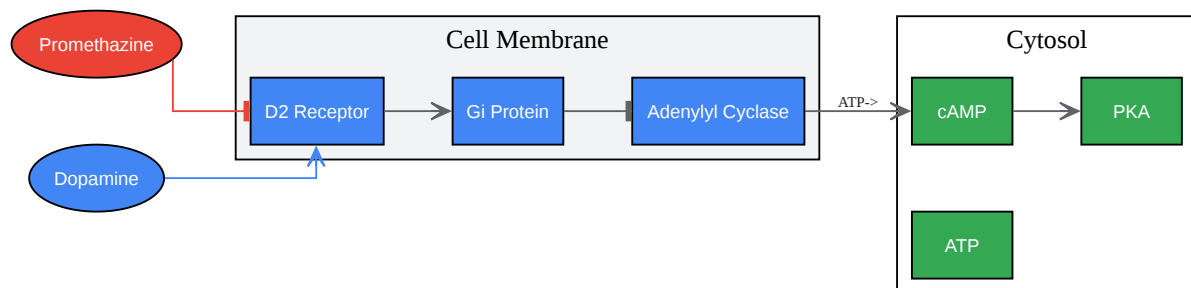 Promethazine
Cell Membrane
Cytosol
D2 Receptor
Gi Protein
Adenylyl Cyclase
ATP->
cAMP
PKA
Dopamine
ATP